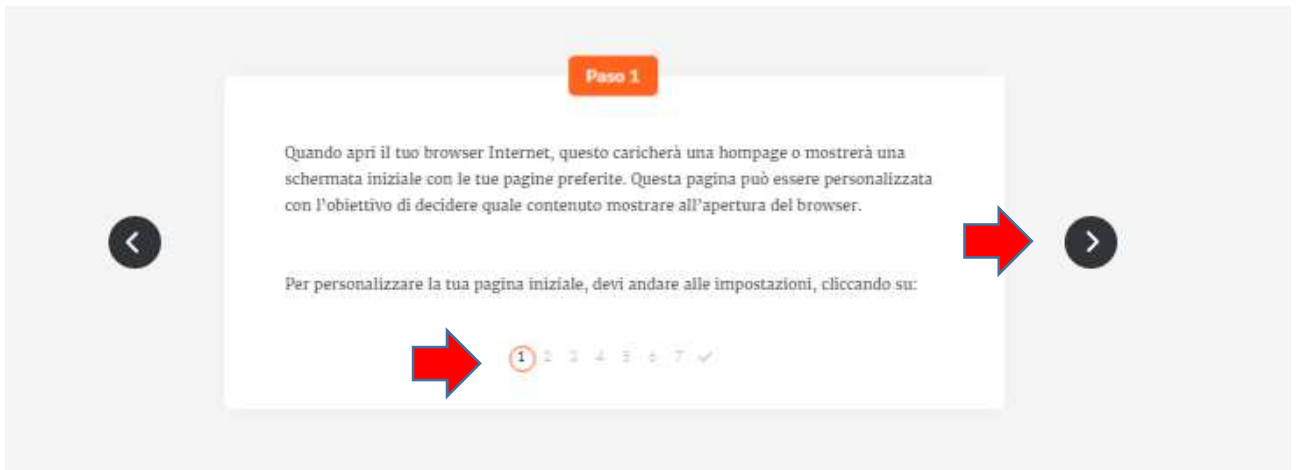 Paso 1
Quando apri il tuo browser Internet, questo caricherà una hompage o mostrerà una
schermata iniziale con le tue pagine preferite. Questa pagina può essere personalizzata
con l'obiettivo di decidere quale contenuto mostrare all'apertura del browser.
Per personalizzare la tua pagina iniziale, devi andare alle impostazioni, cliccando su:
1 2 3 4 5 6 7